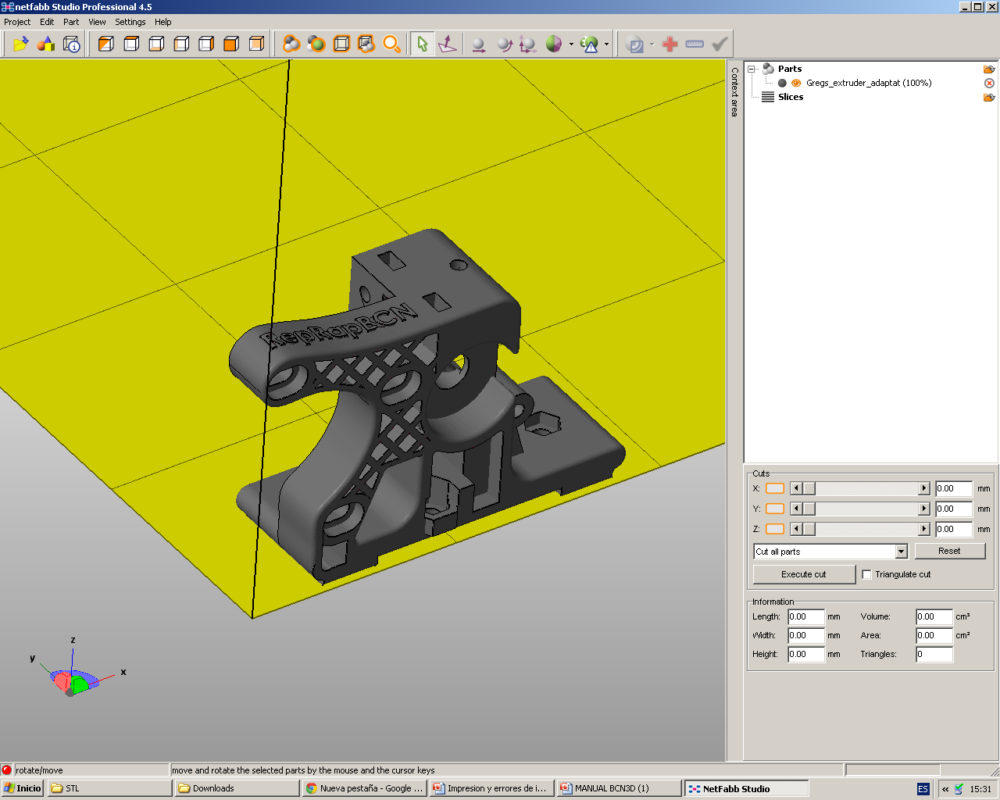 netfabb Studio Professional 4.5
Project Edit Part View Settings Help
Context area
Parts
Gregs_extruder_adaptat (100%)
Slices
RepRapBCN
z
y
x
Cuts
X: 0.00 mm
Y: 0.00 mm
Z: 0.00 mm
Cut all parts Reset
Execute cut Triangulate cut
Information
Length: 0.00 mm Volume: 0.00 cm³
Width: 0.00 mm Area: 0.00 cm²
Height: 0.00 mm Triangles: 0
rotate/move move and rotate the selected parts by the mouse and the cursor keys
Inicio STL Downloads Nueva pestaña - Google ... Impresion y errores de i... MANUAL BCN3D (1) NetFabb Studio ES « 15:31